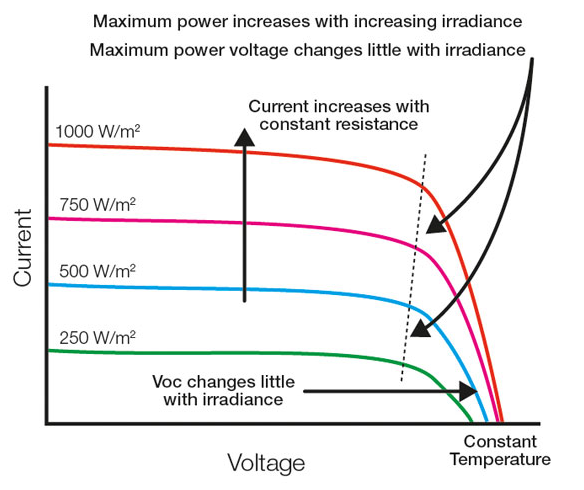 Maximum power increases with increasing irradiance
Maximum power voltage changes little with irradiance
Current increases with
constant resistance
1000 W/m²
750 W/m²
500 W/m²
250 W/m²
Current
Voc changes little
with irradiance
Voltage
Constant
Temperature